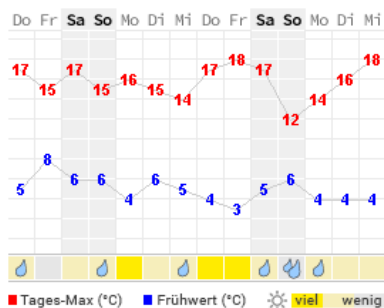 Do Fr Sa So Mo Di Mi Do Fr Sa So Mo Di Mi
17 15 17 15 16 15 14 17 18 17 12 14 16 18
5 8 6 6 4 6 5 4 3 5 6 4 4 4
Tages-Max (°C) Frühwert (°C) viel wenig